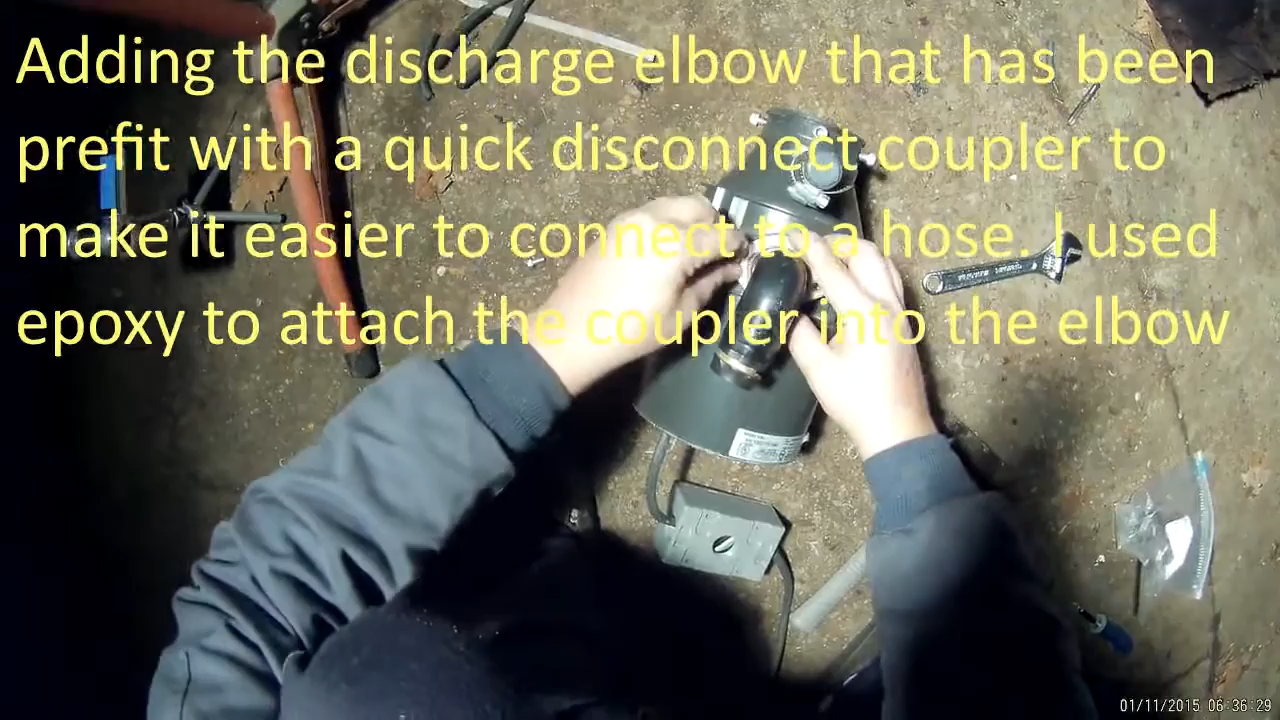 Adding the discharge elbow that has been
prefit with a quick disconnect coupler to
make it easier to connect to a hose. I used
epoxy to attach the coupler into the elbow
01/11/2015 06:36:29